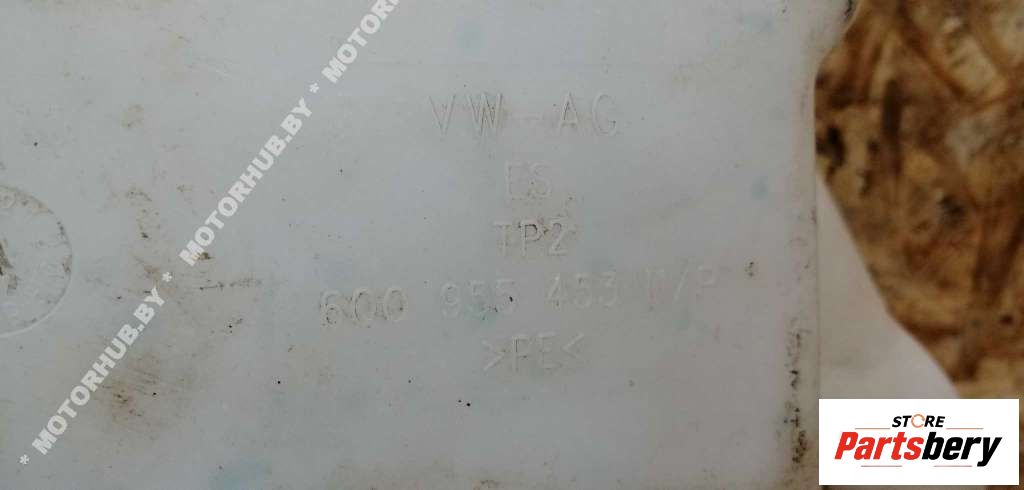 VW-AG
ES
TP2
6Q0 955 453
>PE<
* MOTORHUB.BY * MOTORHUB.BY * MOTORHUB.BY
STORE
Partsbery